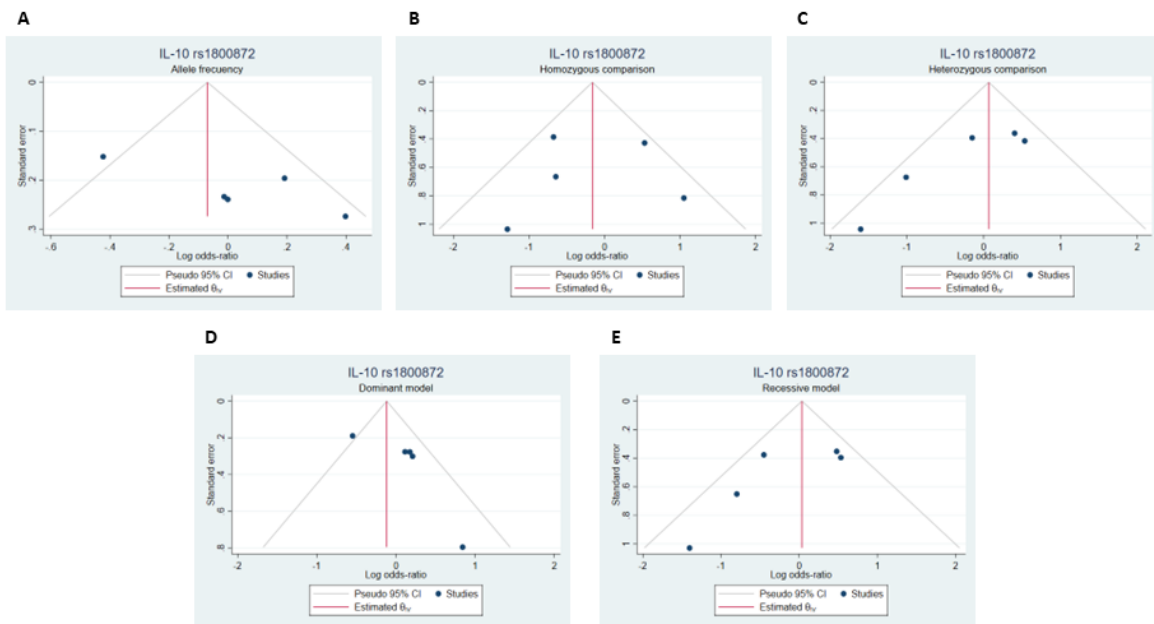 A
IL-10 rs1800872
Allele frecuency
Standard error
0
.1
.2
.3
-.6
-.4
-.2
0
.2
.4
Log odds-ratio
Pseudo 95% CI
Studies
Estimated θIV
B
IL-10 rs1800872
Homozygous comparison
Standard error
0
.2
.4
.6
.8
1
-2
-1
0
1
2
Log odds-ratio
Pseudo 95% CI
Studies
Estimated θIV
C
IL-10 rs1800872
Heterozygous comparison
Standard error
0
.2
.4
.6
.8
1
-2
-1
0
1
2
Log odds-ratio
Pseudo 95% CI
Studies
Estimated θIV
D
IL-10 rs1800872
Dominant model
Standard error
0
.2
.4
.6
.8
-2
-1
0
1
2
Log odds-ratio
Pseudo 95% CI
Studies
Estimated θIV
E
IL-10 rs1800872
Recessive model
Standard error
0
.2
.4
.6
.8
1
-2
-1
0
1
2
Log odds-ratio
Pseudo 95% CI
Studies
Estimated θIV